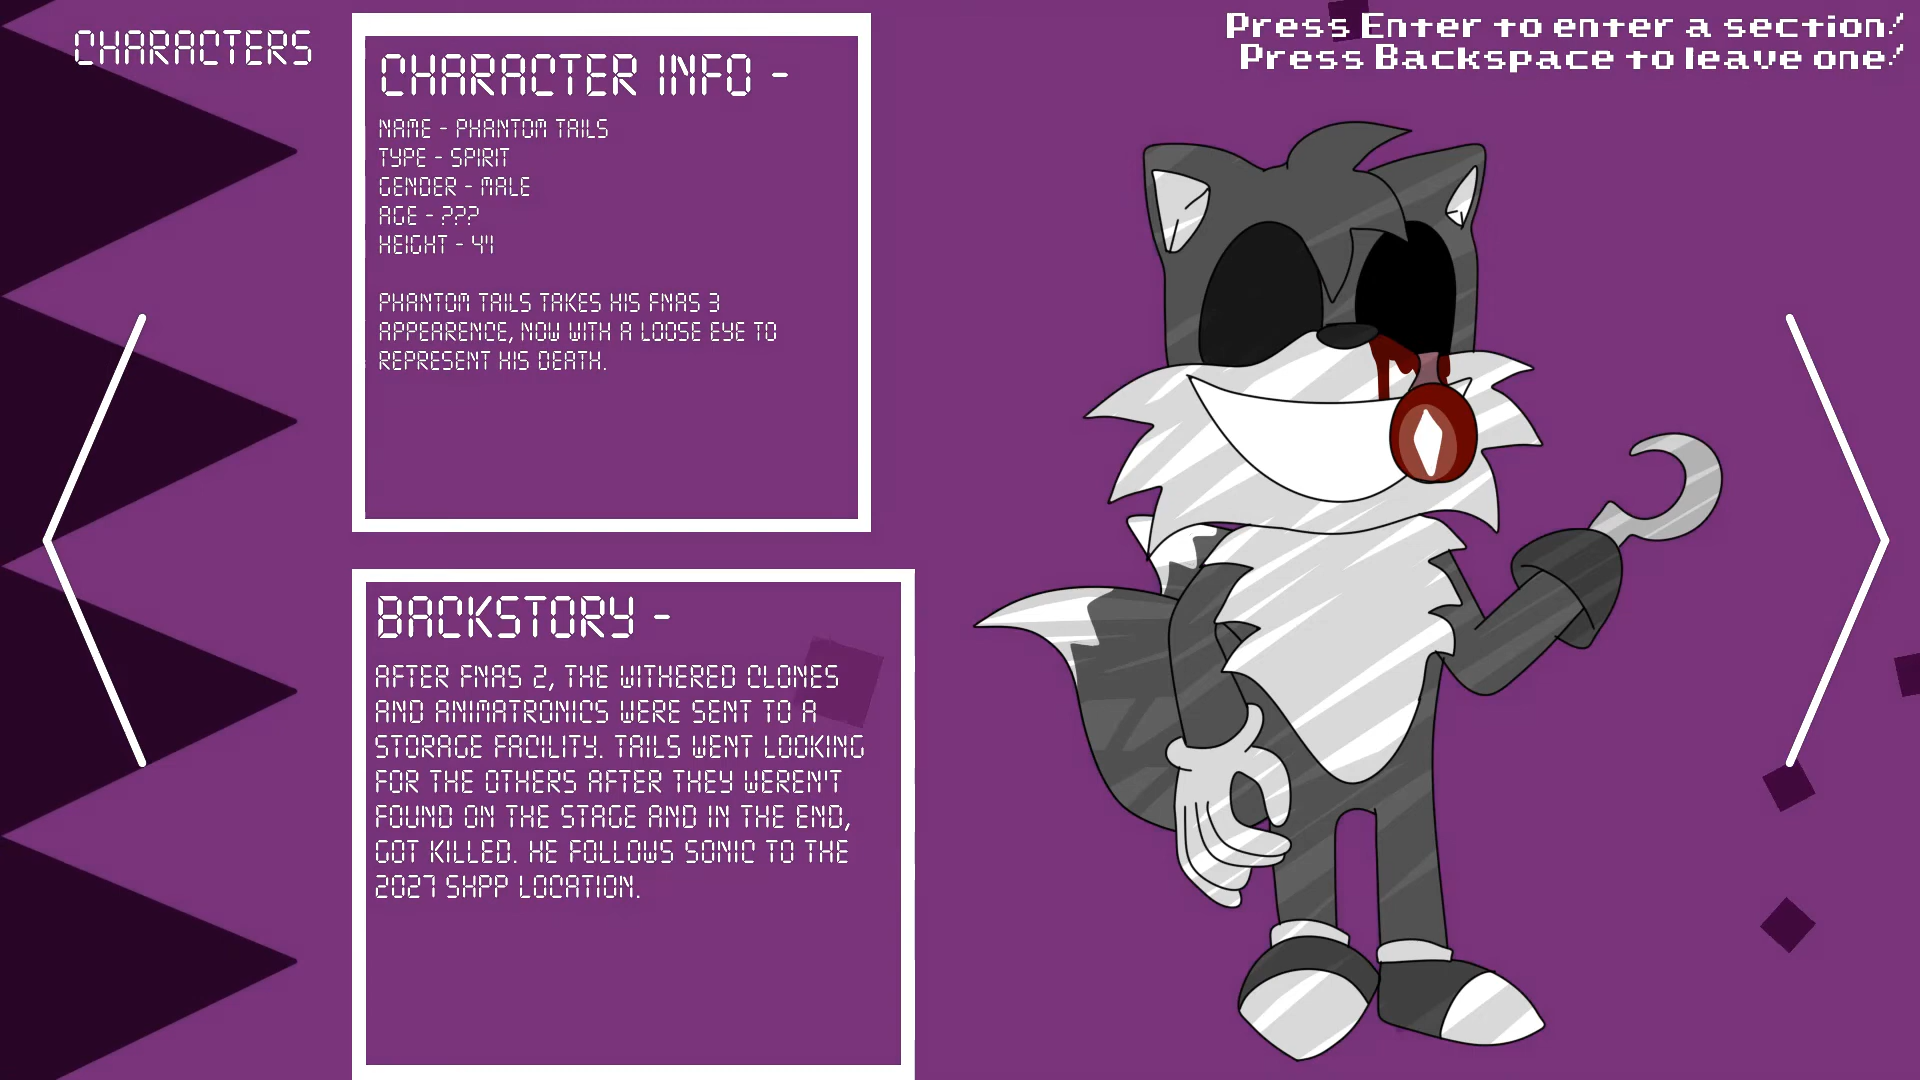 CHARACTERS
Press Enter to enter a section!
Press Backspace to leave one!
CHARACTER INFO -
NAME - PHANTOM TAILS
TYPE - SPIRIT
GENDER - MALE
AGE - ???
HEIGHT - 4'1
PHANTOM TAILS TAKES HIS FNAS 3
APPEARENCE, NOW WITH A LOOSE EYE TO
REPRESENT HIS DEATH.
BACKSTORY -
AFTER FNAS 2, THE WITHERED CLONES
AND ANIMATRONICS WERE SENT TO A
STORAGE FACILITY. TAILS WENT LOOKING
FOR THE OTHERS AFTER THEY WEREN'T
FOUND ON THE STAGE AND IN THE END,
GOT KILLED. HE FOLLOWS SONIC TO THE
2027 SHPP LOCATION.